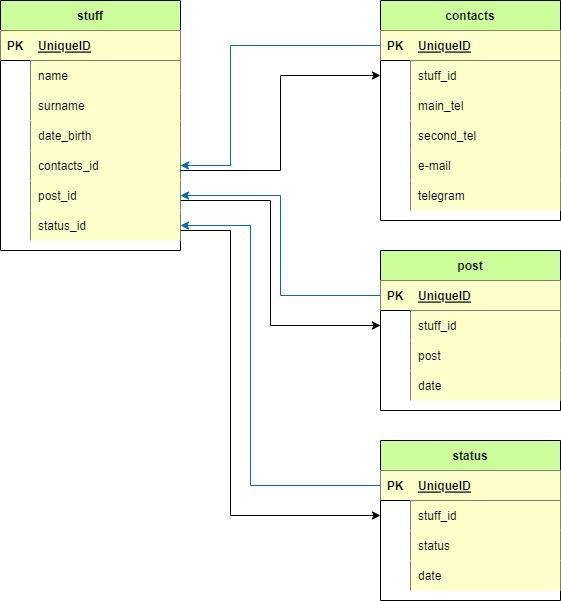 stuff
PK UniqueID
name
surname
date_birth
contacts_id
post_id
status_id
contacts
PK UniqueID
stuff_id
main_tel
second_tel
e-mail
telegram
post
PK UniqueID
stuff_id
post
date
status
PK UniqueID
stuff_id
status
date